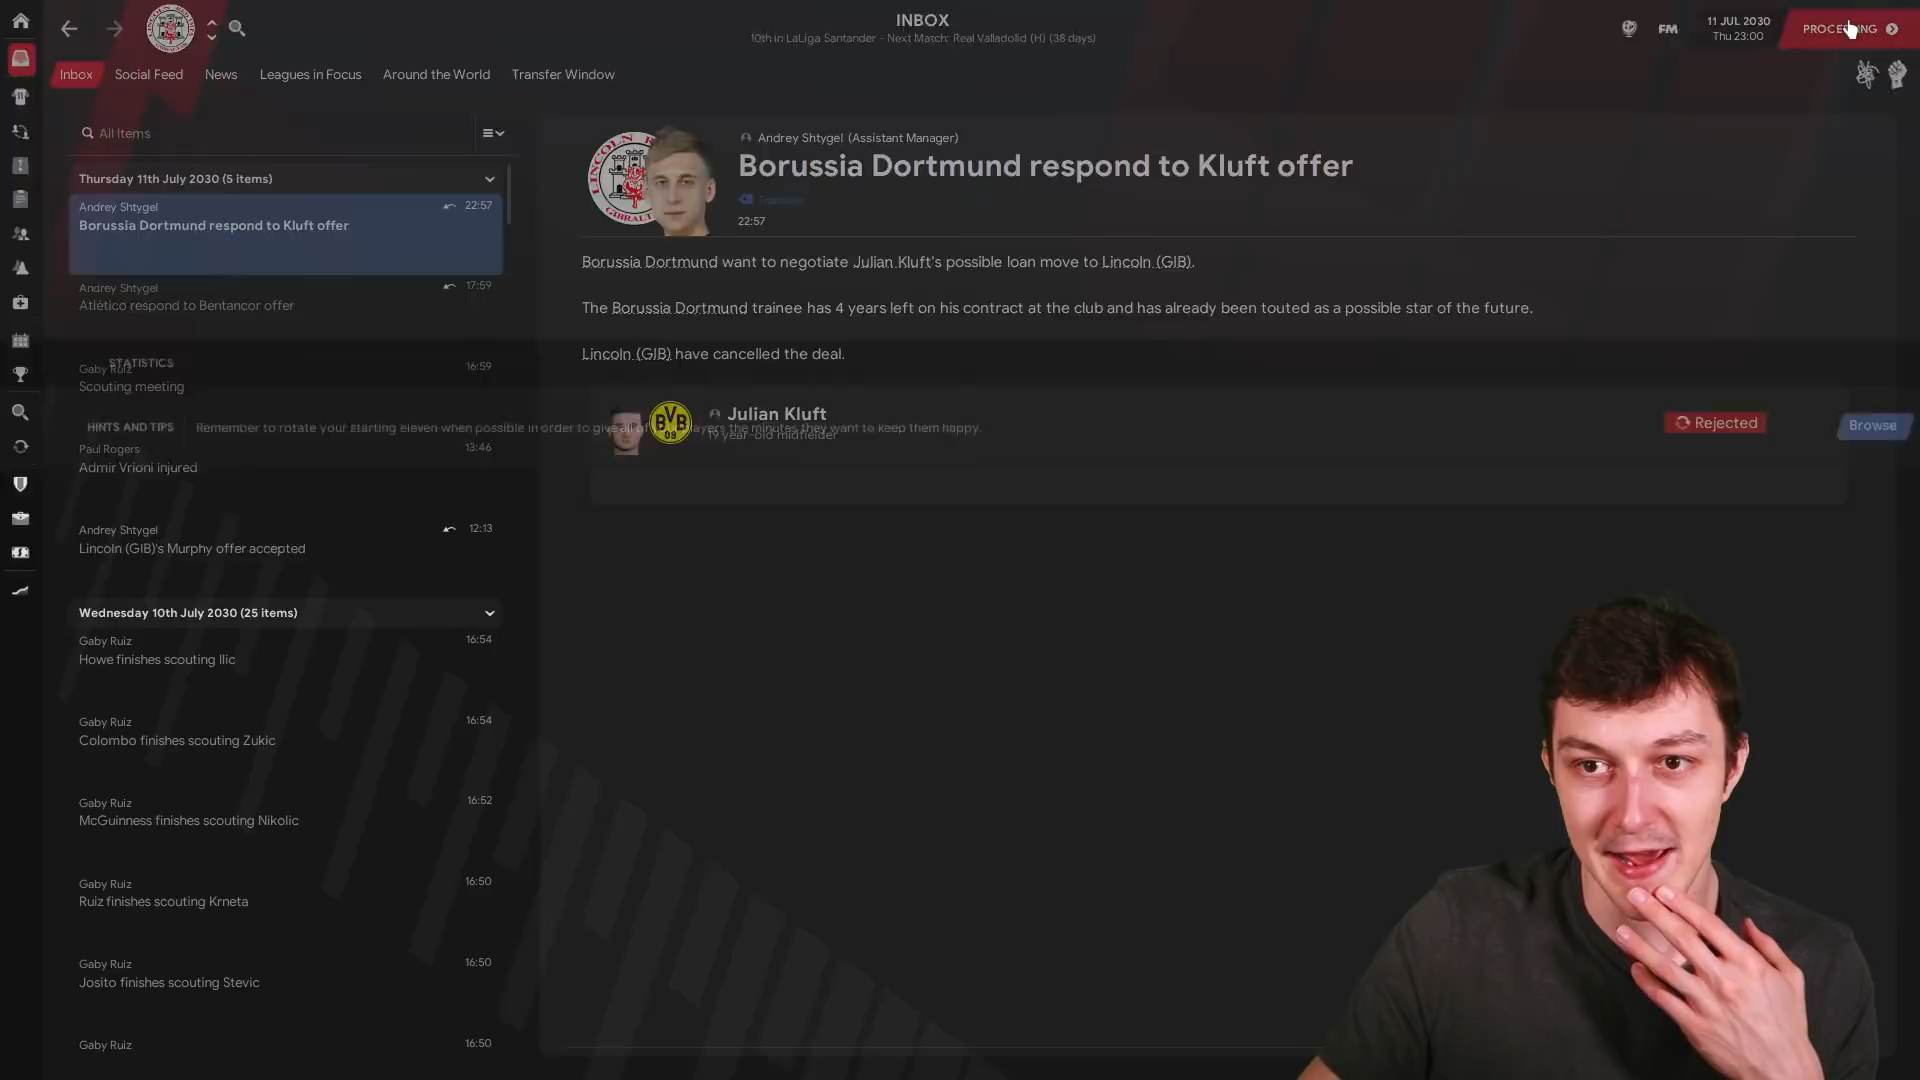 INBOX
10th in LaLiga Santander - Next Match: Real Valladolid (H) (38 days)
FM
11 JUL 2030
Thu 23:00
PROCESSING
Inbox
Social Feed
News
Leagues in Focus
Around the World
Transfer Window
All Items
Thursday 11th July 2030 (5 items)
Andrey Shtygel
22:57
Borussia Dortmund respond to Kluft offer
Andrey Shtygel
17:59
Atlético respond to Bentancor offer
STATISTICS
Gaby Ruiz
16:59
Scouting meeting
HINTS AND TIPS
Remember to rotate your starting eleven when possible in order to give all of your players the minutes they want to keep them happy.
Paul Rogers
13:46
Admir Vrioni injured
Andrey Shtygel
12:13
Lincoln (GIB)'s Murphy offer accepted
Wednesday 10th July 2030 (25 items)
Gaby Ruiz
16:54
Howe finishes scouting Ilic
Gaby Ruiz
16:54
Colombo finishes scouting Zukic
Gaby Ruiz
16:52
McGuinness finishes scouting Nikolic
Gaby Ruiz
16:50
Ruiz finishes scouting Krneta
Gaby Ruiz
16:50
Josito finishes scouting Stevic
Gaby Ruiz
16:50
Andrey Shtygel (Assistant Manager)
Borussia Dortmund respond to Kluft offer
Transfers
22:57
Borussia Dortmund want to negotiate Julian Kluft's possible loan move to Lincoln (GIB).
The Borussia Dortmund trainee has 4 years left on his contract at the club and has already been touted as a possible star of the future.
Lincoln (GIB) have cancelled the deal.
BVB
09
Julian Kluft
19 year-old midfielder
Rejected
Browse